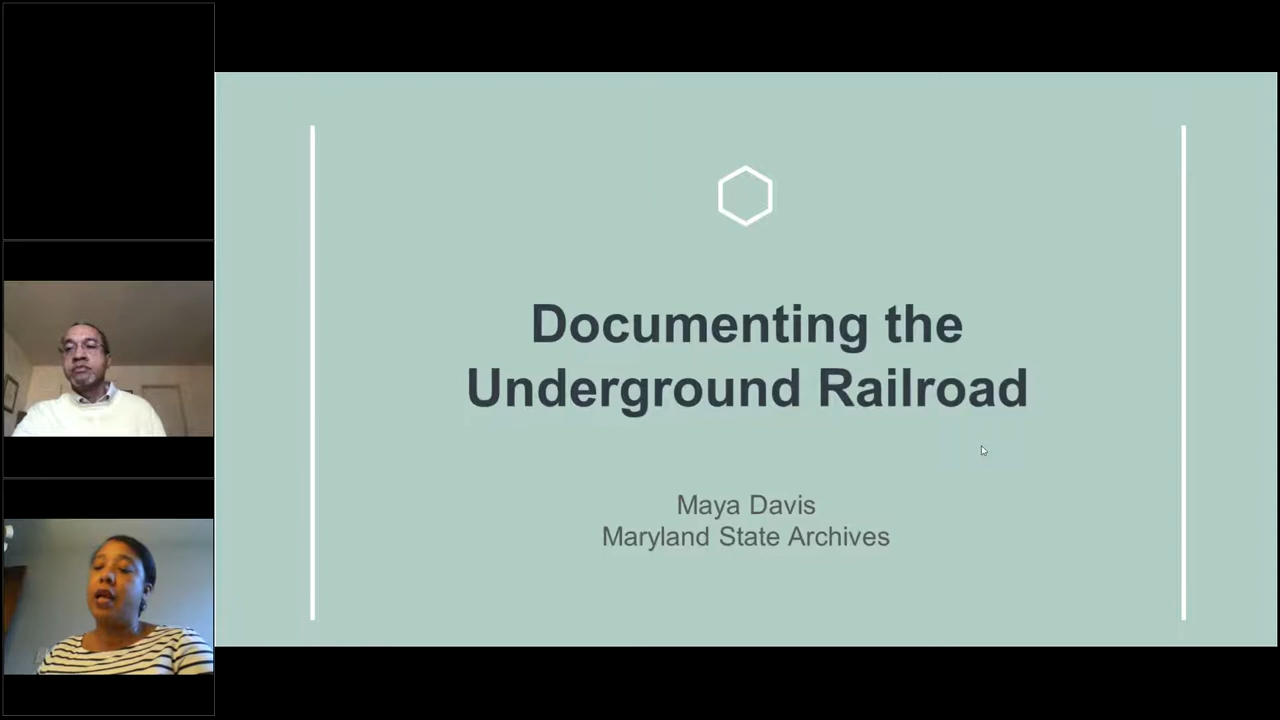 Documenting the
Underground Railroad
Maya Davis
Maryland State Archives